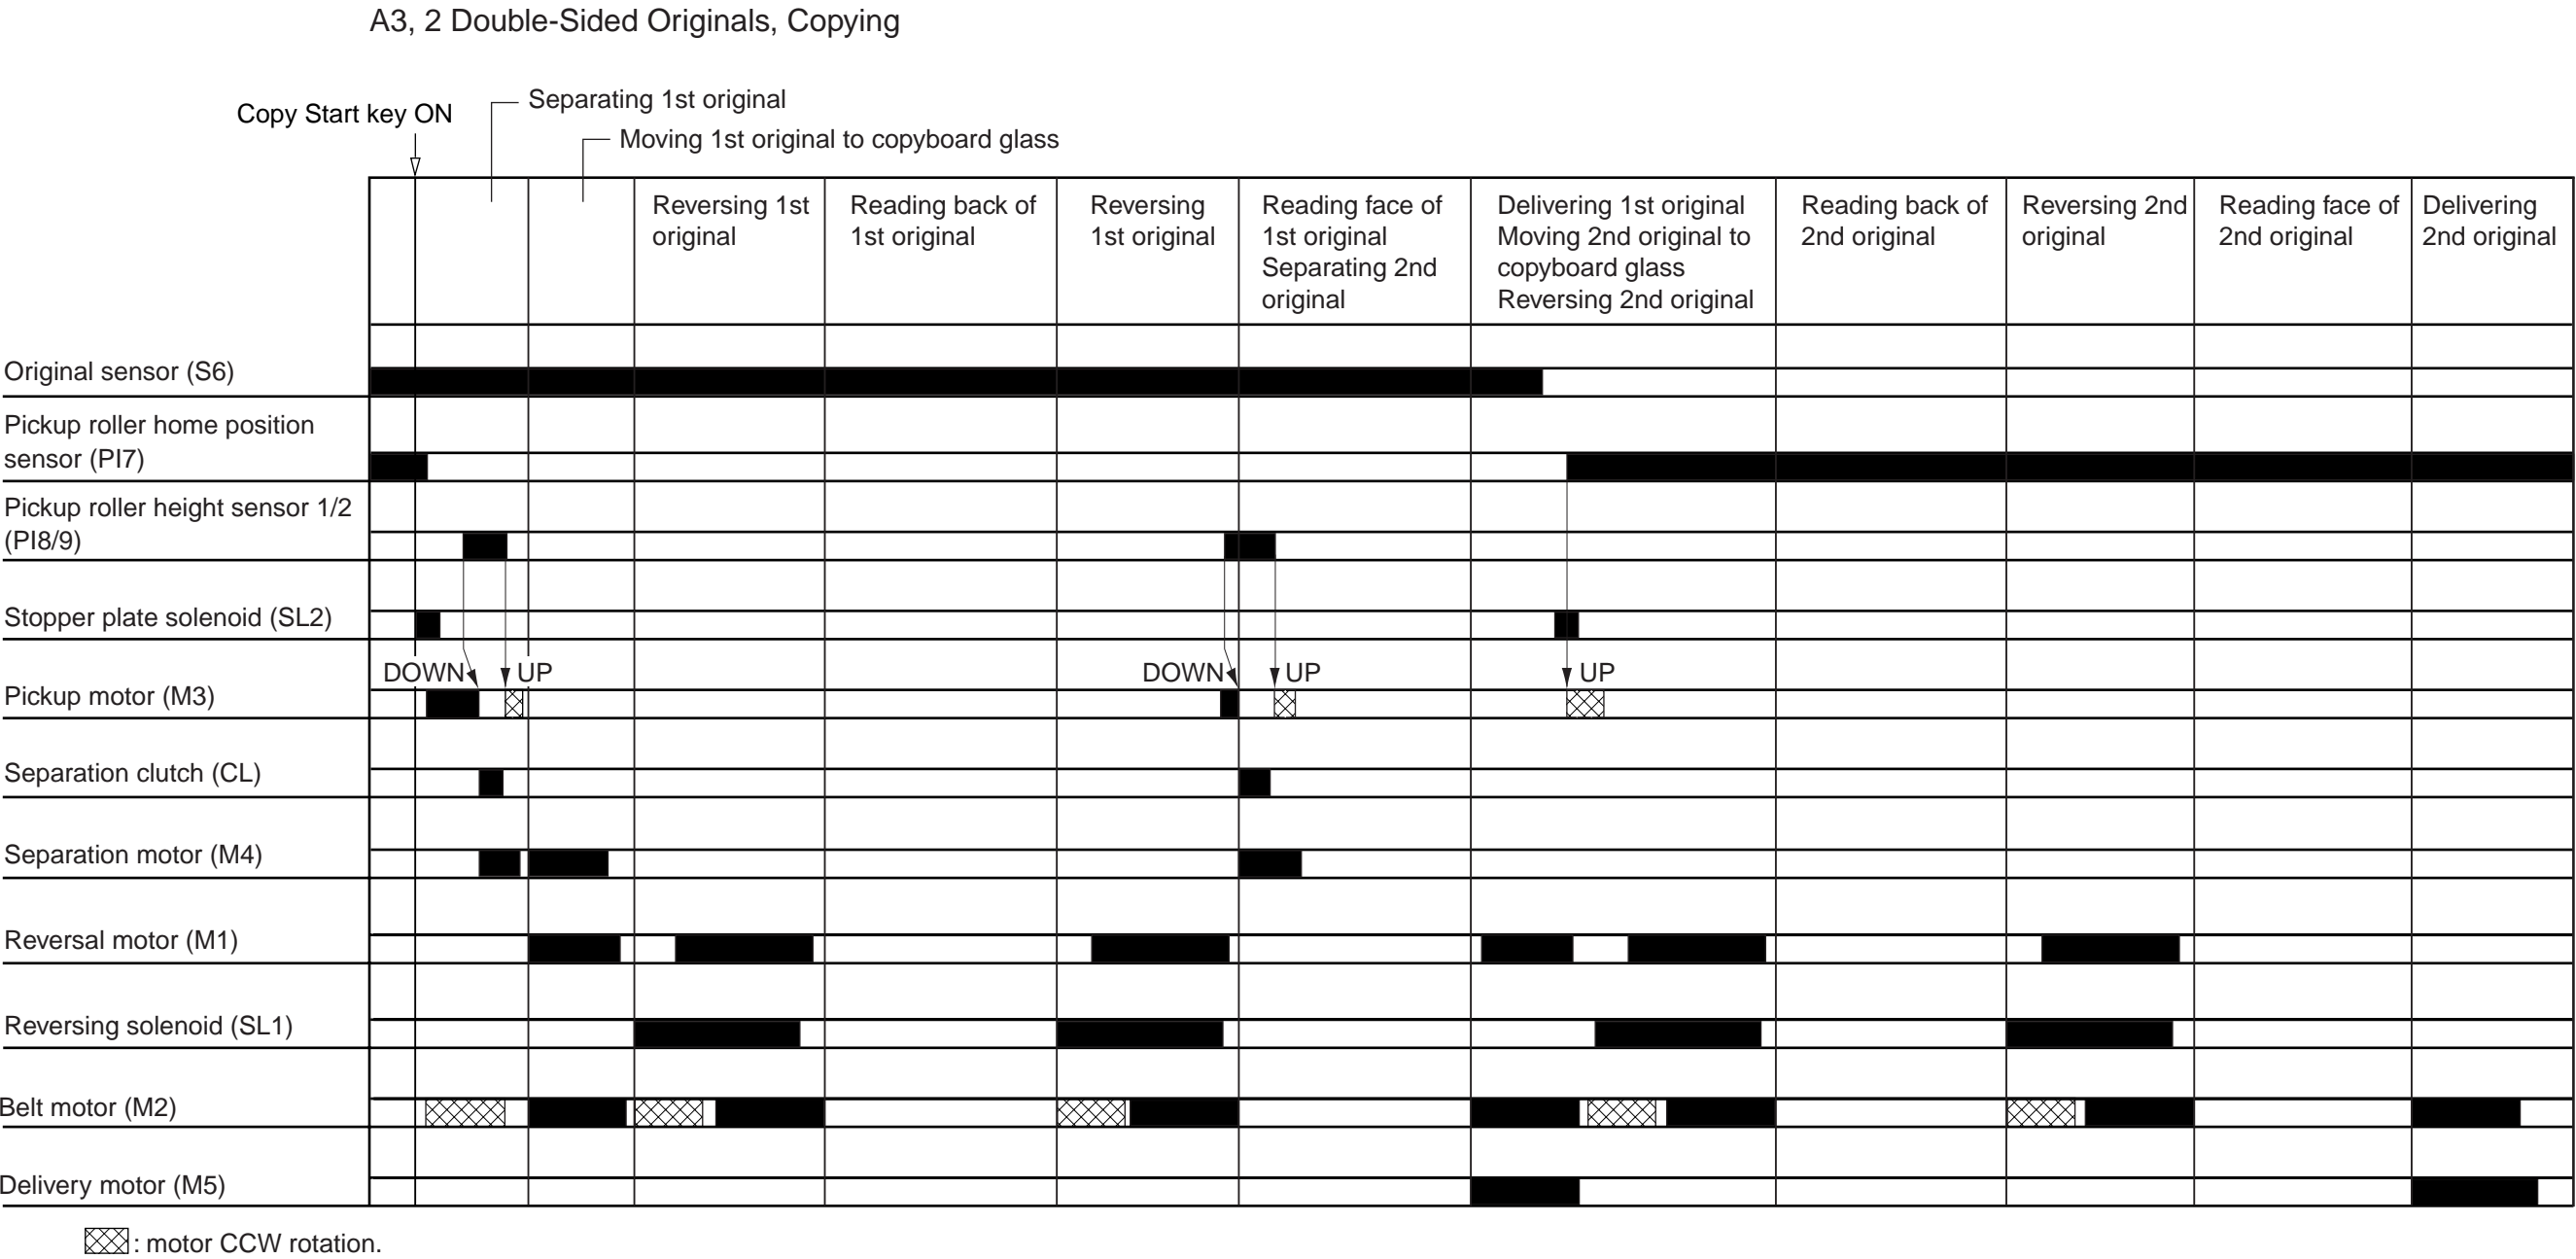 A3, 2 Double-Sided Originals, Copying
Separating 1st original
Copy Start key ON
Moving 1st original to copyboard glass
Reversing 1st
original
Reading back of
1st original
Reversing
1st original
Reading face of
1st original
Separating 2nd
original
Delivering 1st original
Moving 2nd original to
copyboard glass
Reversing 2nd original
Reading back of
2nd original
Reversing 2nd
original
Reading face of
2nd original
Delivering
2nd original
Original sensor (S6)
Pickup roller home position
sensor (PI7)
Pickup roller height sensor 1/2
(PI8/9)
Stopper plate solenoid (SL2)
DOWN
UP
DOWN
UP
UP
Pickup motor (M3)
Separation clutch (CL)
Separation motor (M4)
Reversal motor (M1)
Reversing solenoid (SL1)
Belt motor (M2)
Delivery motor (M5)
: motor CCW rotation.